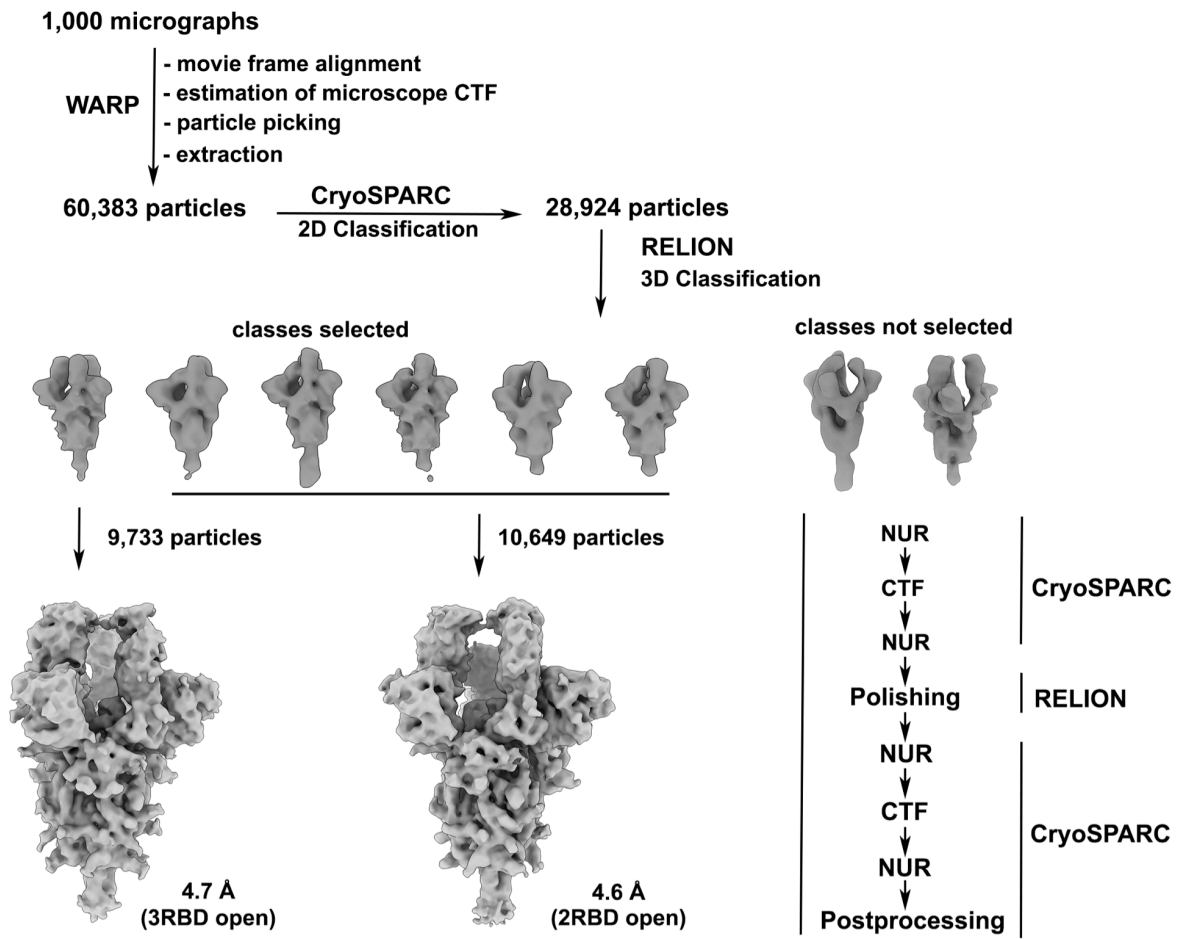 1,000 micrographs
WARP
- movie frame alignment
- estimation of microscope CTF
- particle picking
- extraction
60,383 particles
CryoSPARC
2D Classification
28,924 particles
RELION
3D Classification
classes selected
classes not selected
9,733 particles
10,649 particles
4.7 Å
(3RBD open)
4.6 Å
(2RBD open)
NUR
CTF
NUR
CryoSPARC
Polishing
RELION
NUR
CTF
NUR
Postprocessing
CryoSPARC